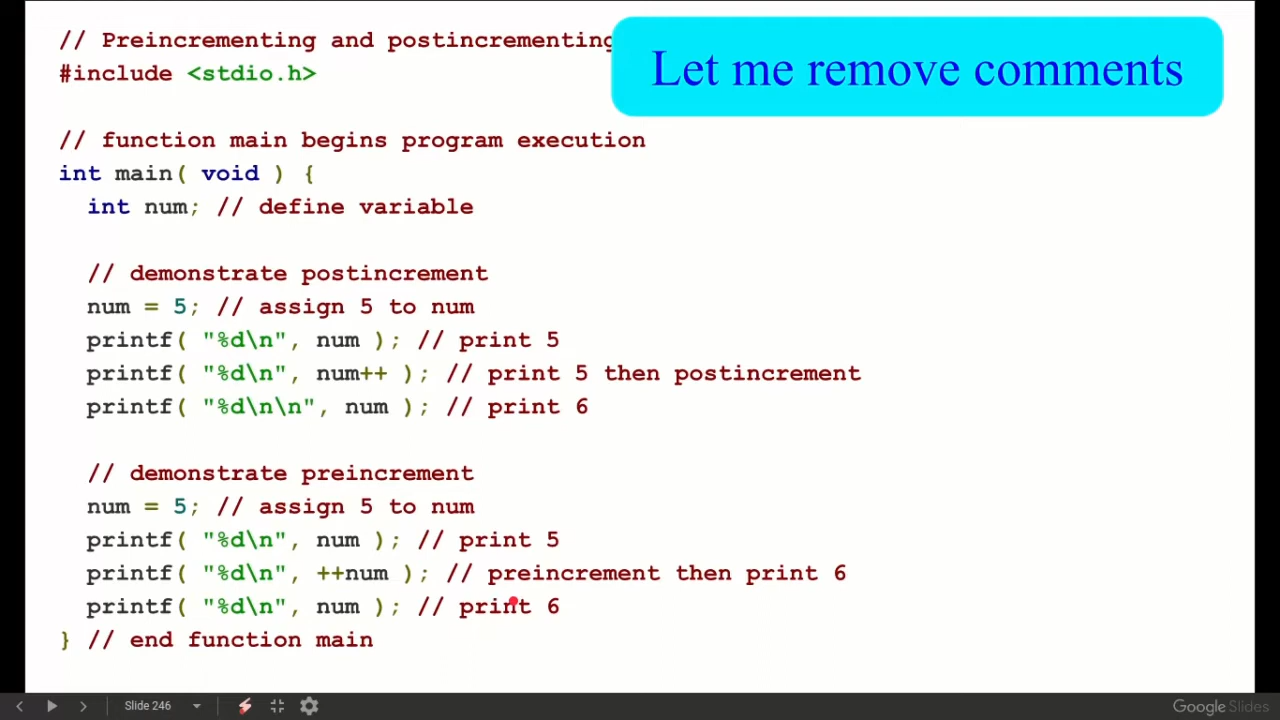 // Preincrementing and postincrementing
#include <stdio.h>
Let me remove comments
// function main begins program execution
int main( void ) {
int num; // define variable
// demonstrate postincrement
num = 5; // assign 5 to num
printf( "%d\n", num ); // print 5
printf( "%d\n", num++ ); // print 5 then postincrement
printf( "%d\n\n", num ); // print 6
// demonstrate preincrement
num = 5; // assign 5 to num
printf( "%d\n", num ); // print 5
printf( "%d\n", ++num ); // preincrement then print 6
printf( "%d\n", num ); // print 6
} // end function main
Slide 246
Google Slides